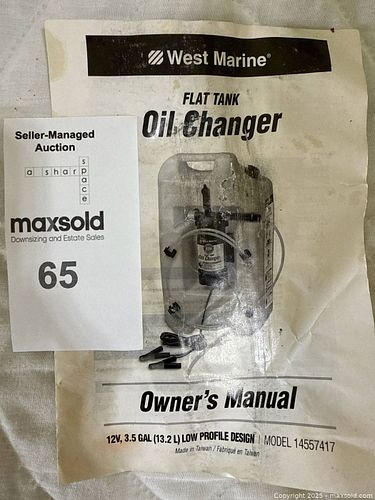 West Marine®
FLAT TANK
Oil Changer
Seller-Managed
Auction
a shar space
maxsold
Downsizing and Estate Sales
65
Owner's Manual
12V, 3.5 GAL (13.2 L) LOW PROFILE DESIGN | MODEL 14557417
Made in Taiwan / Fabriqué en Taiwan
Copyright 2025 - maxsold.com